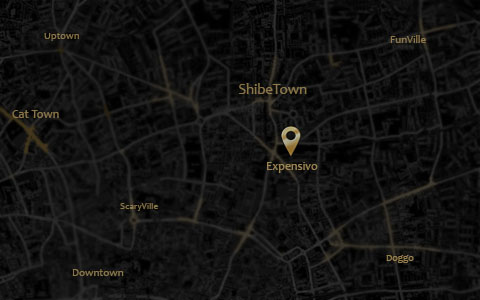 Uptown
FunVille
ShibeTown
Cat Town
Expensivo
ScaryVille
Doggo
Downtown